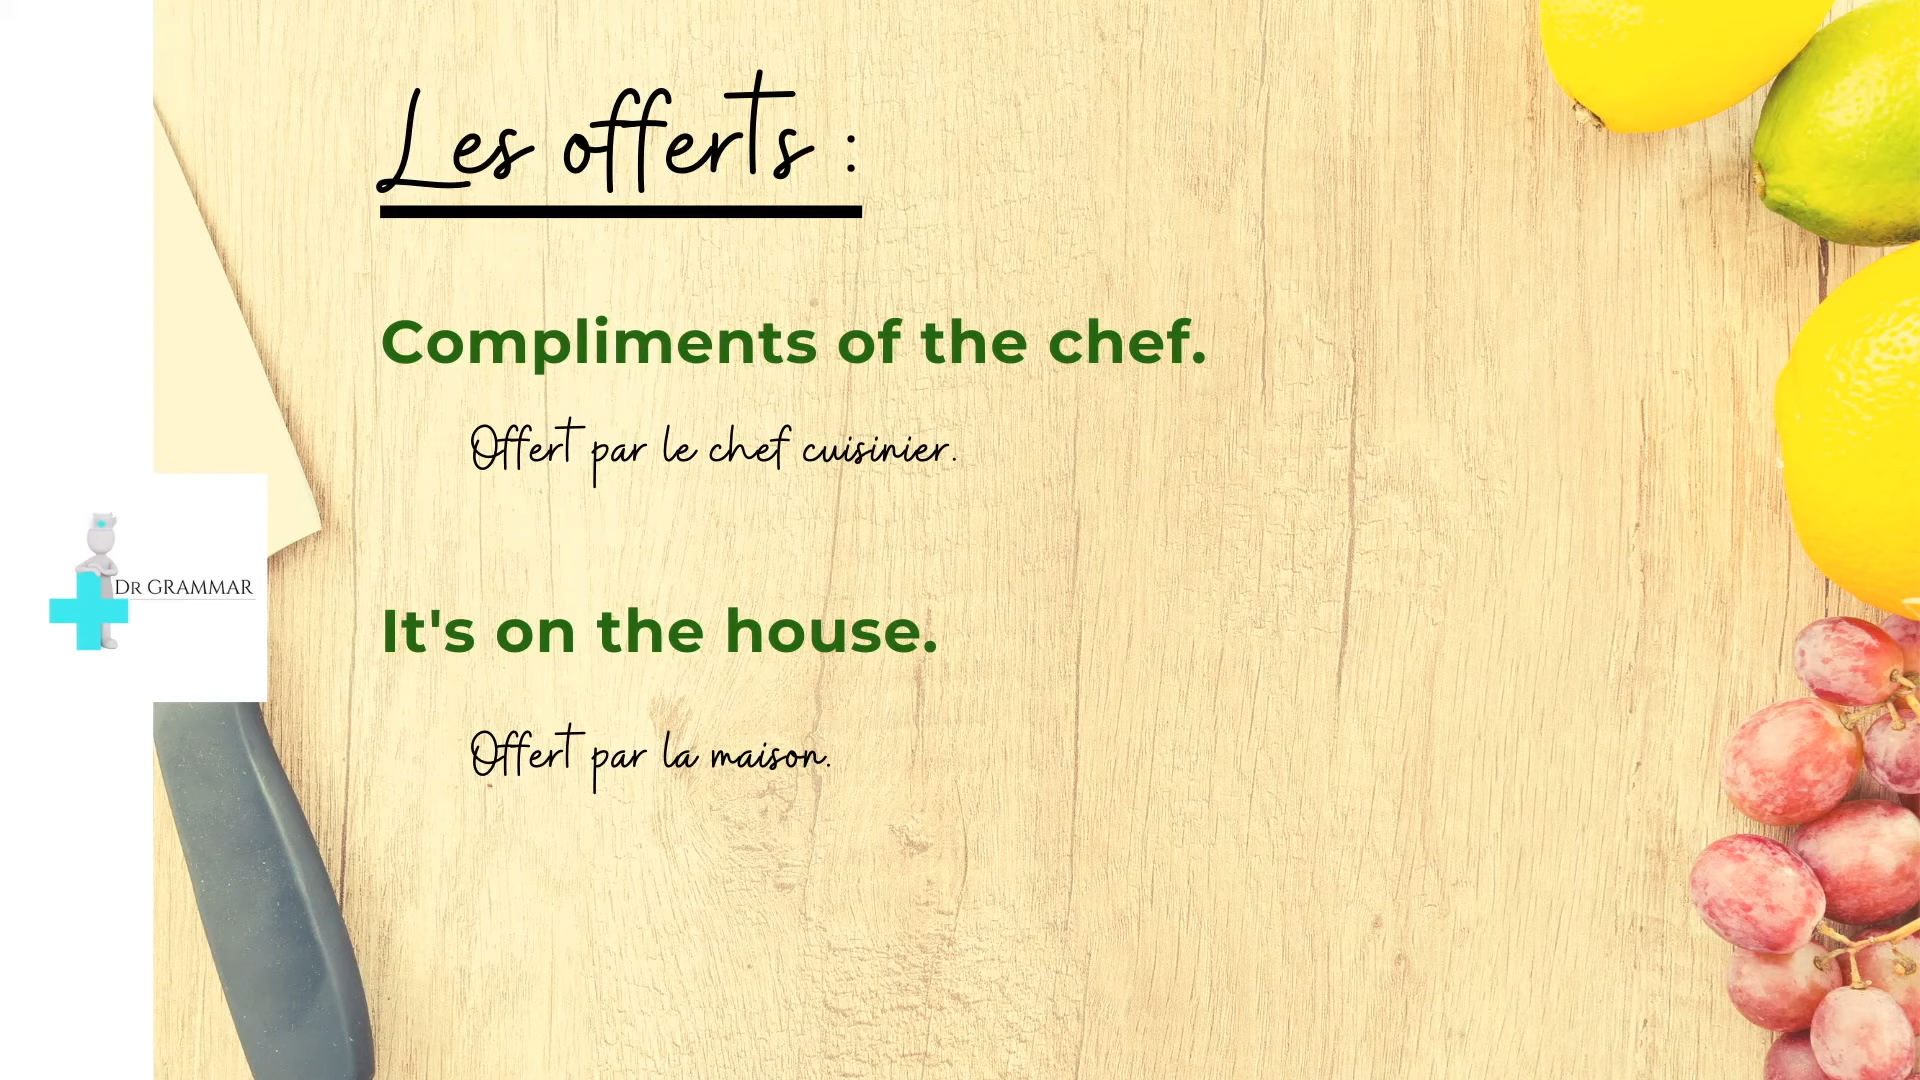 Les offerts :
Compliments of the chef.
Offert par le chef cuisinier.
DR GRAMMAR
It's on the house.
Offert par la maison.